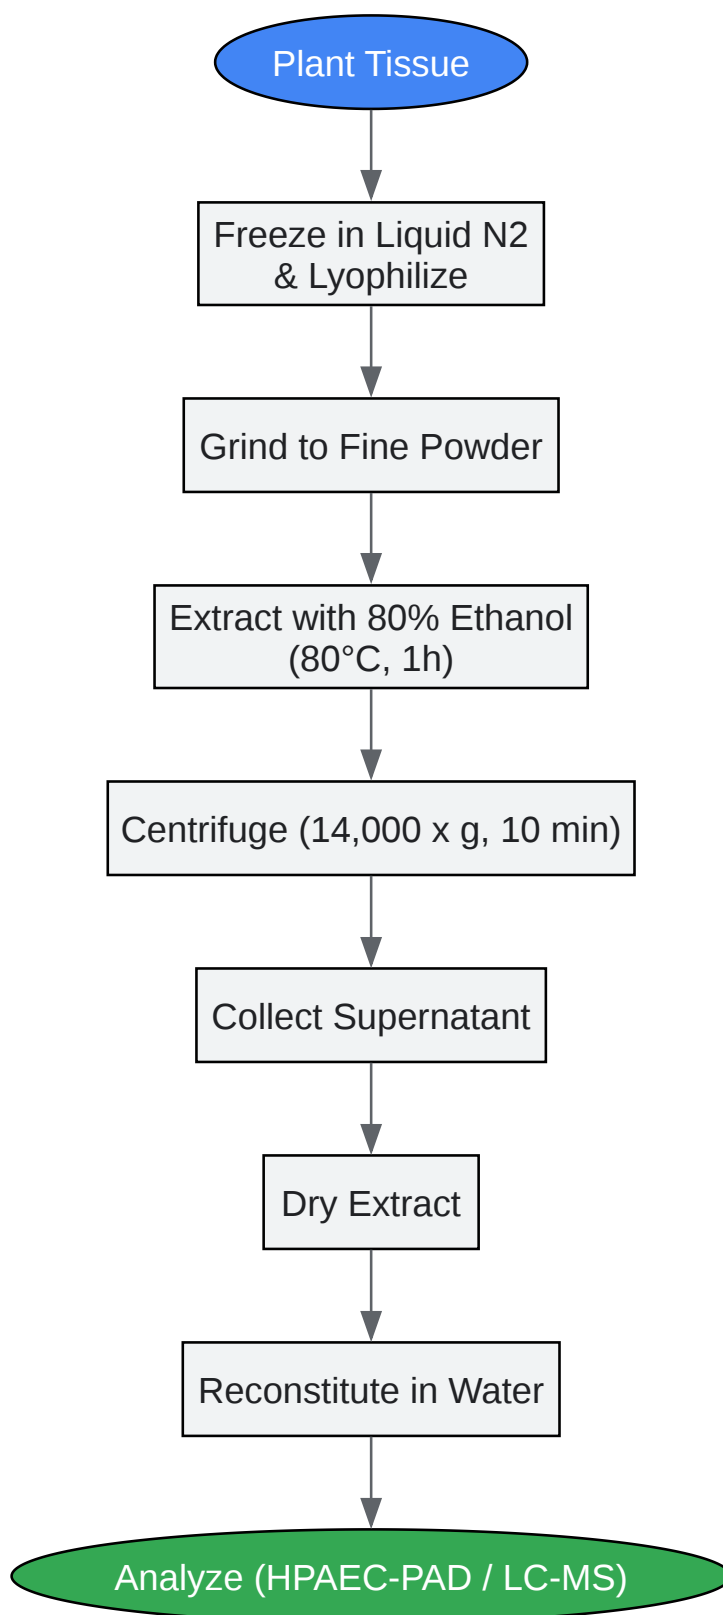 Plant Tissue
Freeze in Liquid N2
& Lyophilize
Grind to Fine Powder
Extract with 80% Ethanol
(80°C, 1h)
Centrifuge (14,000 x g, 10 min)
Collect Supernatant
Dry Extract
Reconstitute in Water
Analyze (HPAEC-PAD / LC-MS)